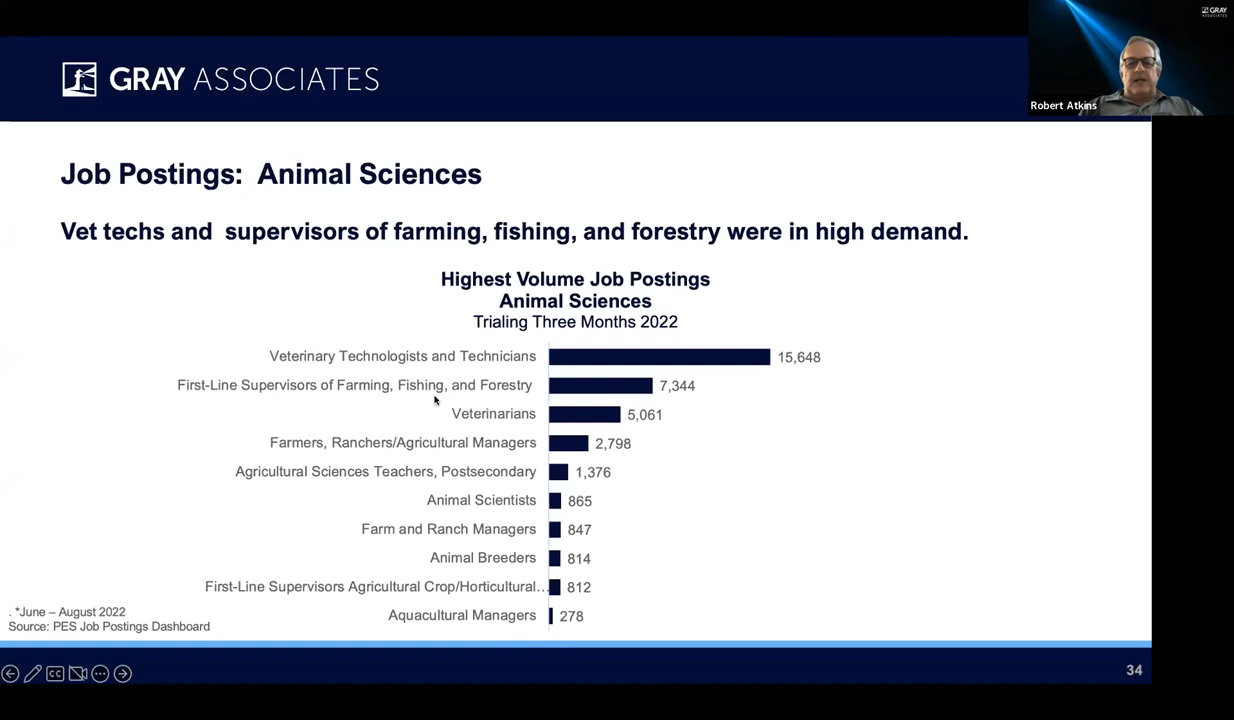 GRAY ASSOCIATES
GRAY
ASSOCIATES
Robert Atkins
Job Postings: Animal Sciences
Vet techs and supervisors of farming, fishing, and forestry were in high demand.
Highest Volume Job Postings
Animal Sciences
Trialing Three Months 2022
Veterinary Technologists and Technicians 15,648
First-Line Supervisors of Farming, Fishing, and Forestry 7,344
Veterinarians 5,061
Farmers, Ranchers/Agricultural Managers 2,798
Agricultural Sciences Teachers, Postsecondary 1,376
Animal Scientists 865
Farm and Ranch Managers 847
Animal Breeders 814
First-Line Supervisors Agricultural Crop/Horticultural... 812
Aquacultural Managers 278
. *June – August 2022
Source: PES Job Postings Dashboard
CC
34